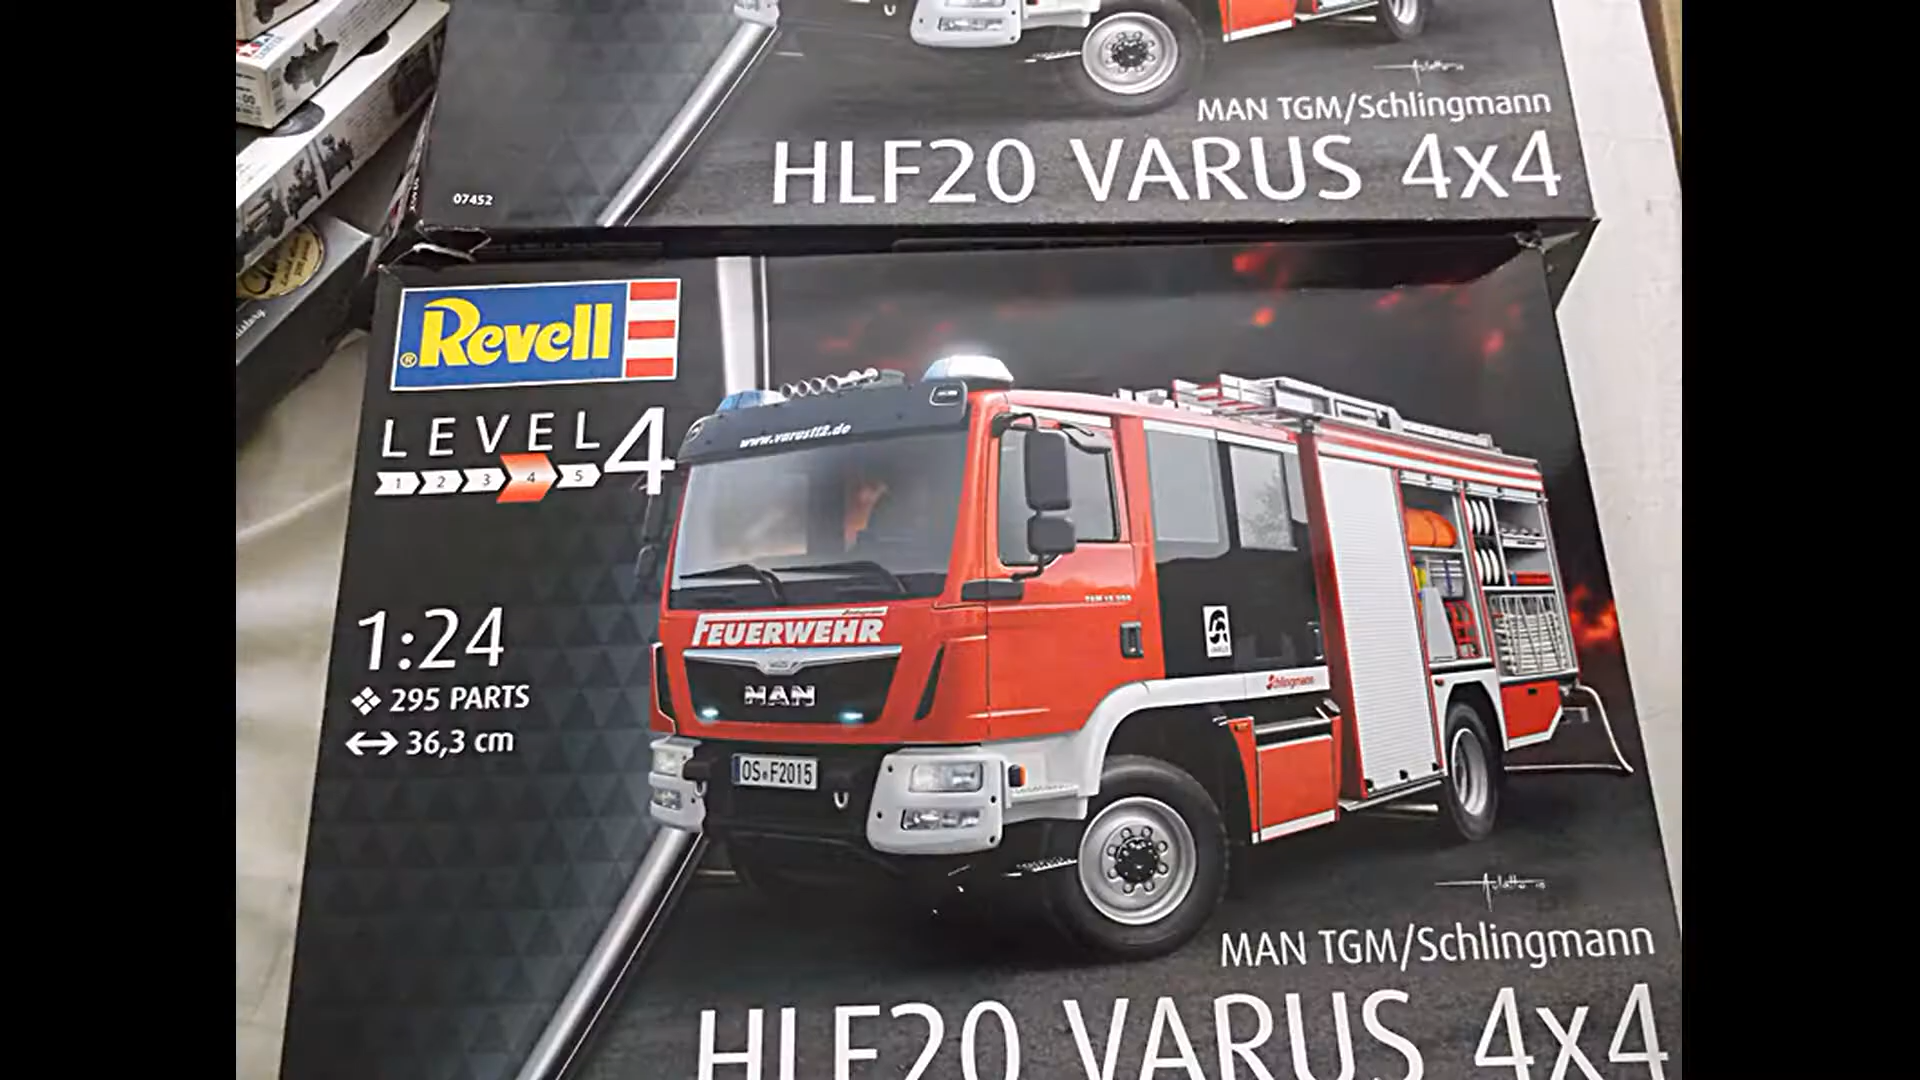 MAN TGM/Schlingmann
HLF20 VARUS 4x4
07452
Revell
®
LEVEL 4
1 2 3 4 5
www.varustlf.de
1:24
295 PARTS
36,3 cm
FEUERWEHR
MAN
OS F2015
Schlingmann
MAN TGM/Schlingmann
HLF20 VARUS 4x4